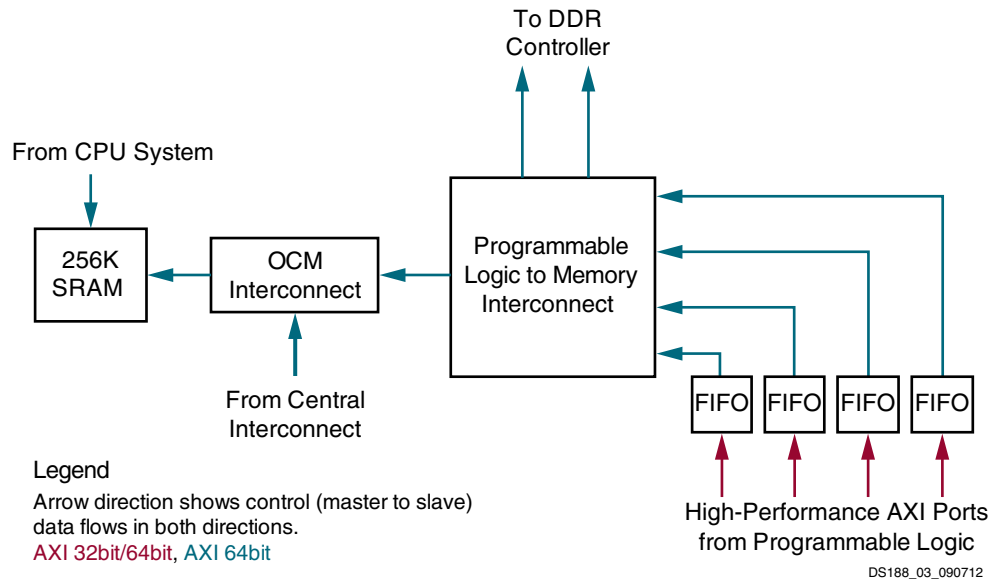 To DDR
Controller
From CPU System
256K
SRAM
OCM
Interconnect
Programmable
Logic to Memory
Interconnect
From Central
Interconnect
FIFO
FIFO
FIFO
FIFO
High-Performance AXI Ports
from Programmable Logic
Legend
Arrow direction shows control (master to slave)
data flows in both directions.
AXI 32bit/64bit, AXI 64bit
DS188_03_090712